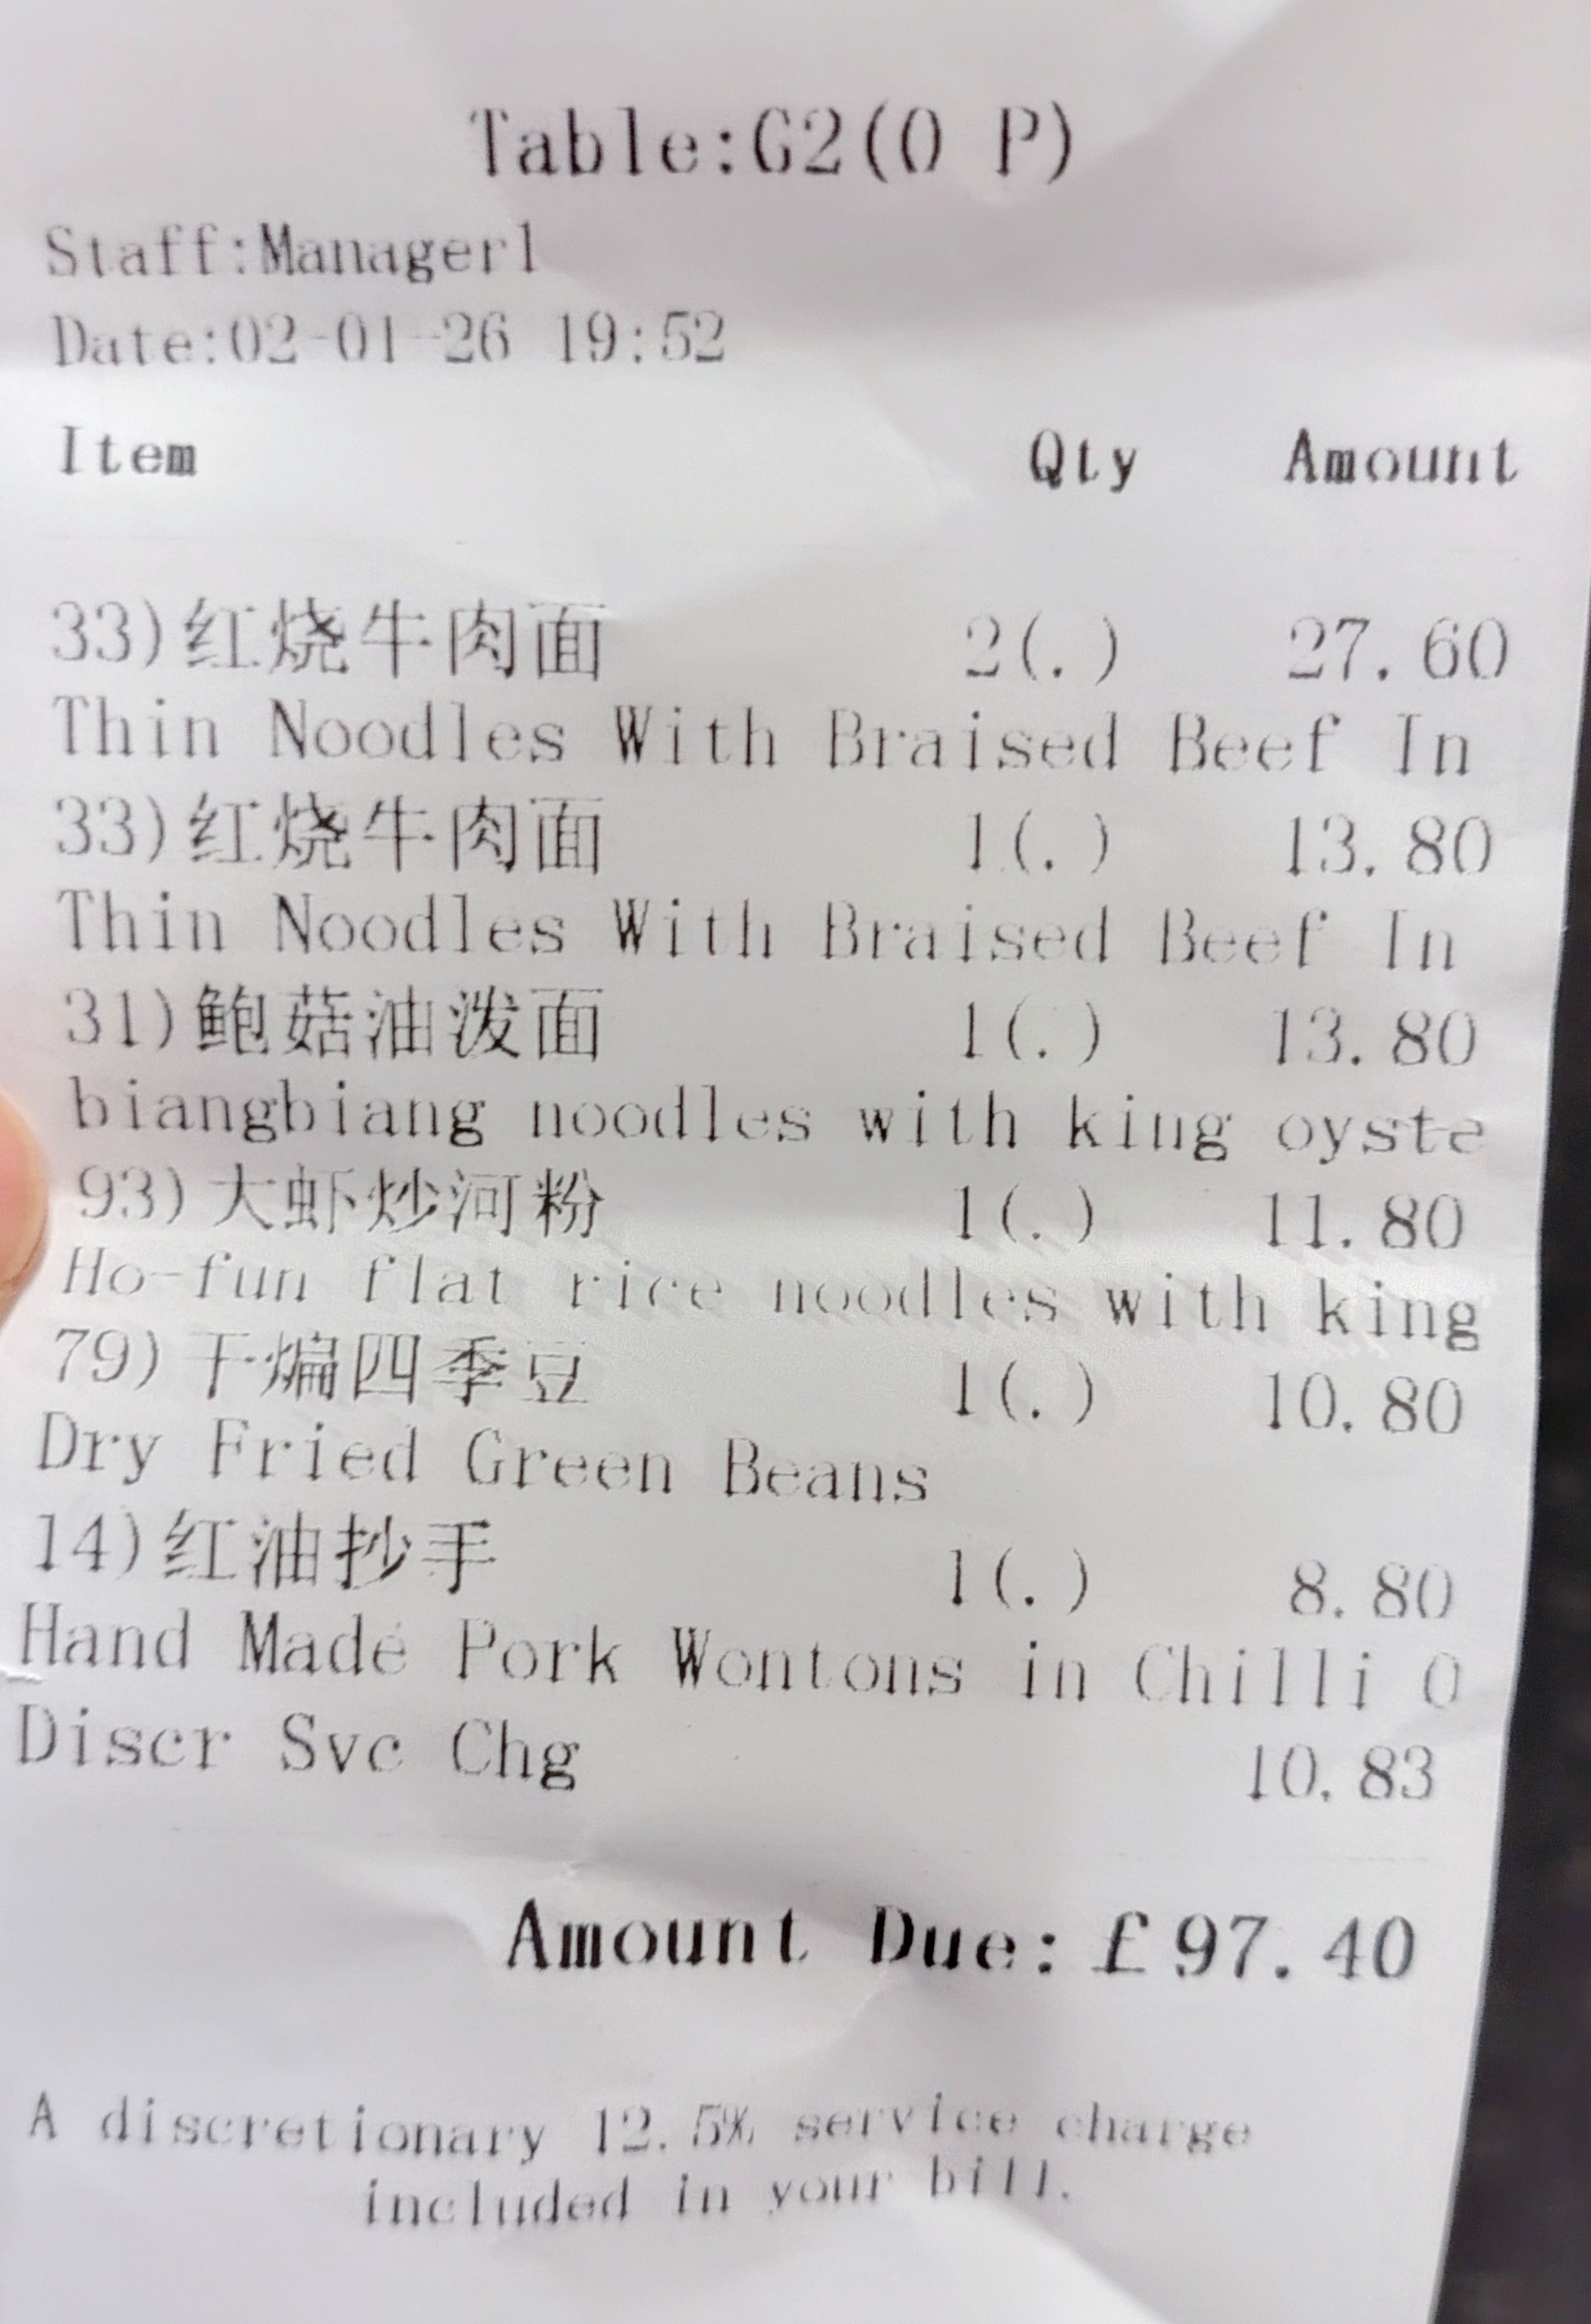 Table:G2(0 P)
Staff:Manager1
Date:02-01-26 19:52
Item Qty Amount
33)红烧牛肉面 2(.) 27.60
Thin Noodles With Braised Beef In
33)红烧牛肉面 1(.) 13.80
Thin Noodles With Braised Beef In
31)鲍菇油泼面 1(.) 13.80
biangbiang noodles with king oyste
93)大虾炒河粉 1(.) 11.80
Ho-fun flat rice noodles with king
79)干煸四季豆 1(.) 10.80
Dry Fried Green Beans
14)红油抄手 1(.) 8.80
Hand Made Pork Wontons in Chilli O
Discr Svc Chg 10.83
Amount Due:£97.40
A discretionary 12.5% service charge
included in your bill.